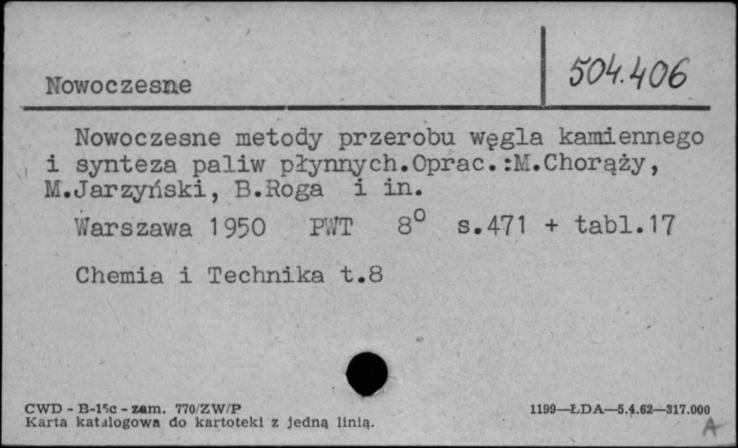 504.406
Nowoczesne
Nowoczesne metody przerobu węgla kamiennego
i synteza paliw płynnych.Oprac.:M.Chorąży,
M.Jarzyński, B.Roga i in.
Warszawa 1950 PWT 8° s.471 + tabl.17
Chemia i Technika t.8
CWD - B-15c - zam. 770/ZW/P
1199—ŁDA—5.4.62—317.000
Karta katalogowa do kartoteki z jedną linią.
A